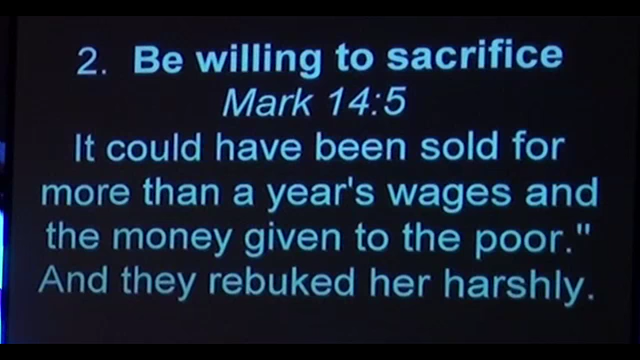 2. Be willing to sacrifice
Mark 14:5
It could have been sold for
more than a year's wages and
the money given to the poor."
And they rebuked her harshly.